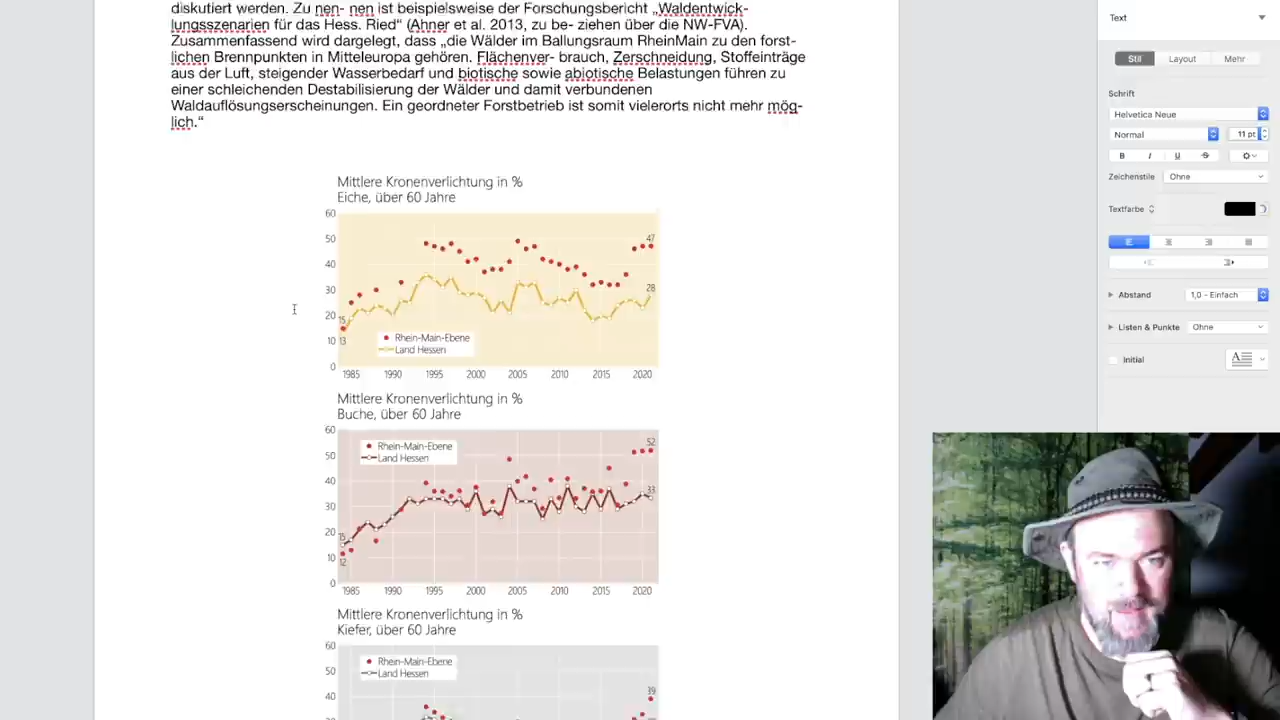 diskutiert werden. Zu nen- nen ist beispielsweise der Forschungsbericht „Waldentwick-
lungsszenarien für das Hess. Ried“ (Ahner et al. 2013, zu be- ziehen über die NW-FVA).
Zusammenfassend wird dargelegt, dass „die Wälder im Ballungsraum RheinMain zu den forst-
lichen Brennpunkten in Mitteleuropa gehören. Flächenver- brauch, Zerschneidung, Stoffeinträge
aus der Luft, steigender Wasserbedarf und biotische sowie abiotische Belastungen führen zu
einer schleichenden Destabilisierung der Wälder und damit verbundenen
Waldauflösungserscheinungen. Ein geordneter Forstbetrieb ist somit vielerorts nicht mehr mög-
lich.“
Mittlere Kronenverlichtung in %
Eiche, über 60 Jahre
60
50
40
30
20
10
0
47
28
15
13
Rhein-Main-Ebene
Land Hessen
1985 1990 1995 2000 2005 2010 2015 2020
Mittlere Kronenverlichtung in %
Buche, über 60 Jahre
60
50
40
30
20
10
0
Rhein-Main-Ebene
Land Hessen
52
33
15
12
1985 1990 1995 2000 2005 2010 2015 2020
Mittlere Kronenverlichtung in %
Kiefer, über 60 Jahre
60
50
40
Rhein-Main-Ebene
Land Hessen
39
Text
Stil Layout Mehr
Schrift
Helvetica Neue
Normal 11 pt
B I U S
Zeichenstile Ohne
Textfarbe
Abstand 1,0 - Einfach
Listen & Punkte Ohne
Initial